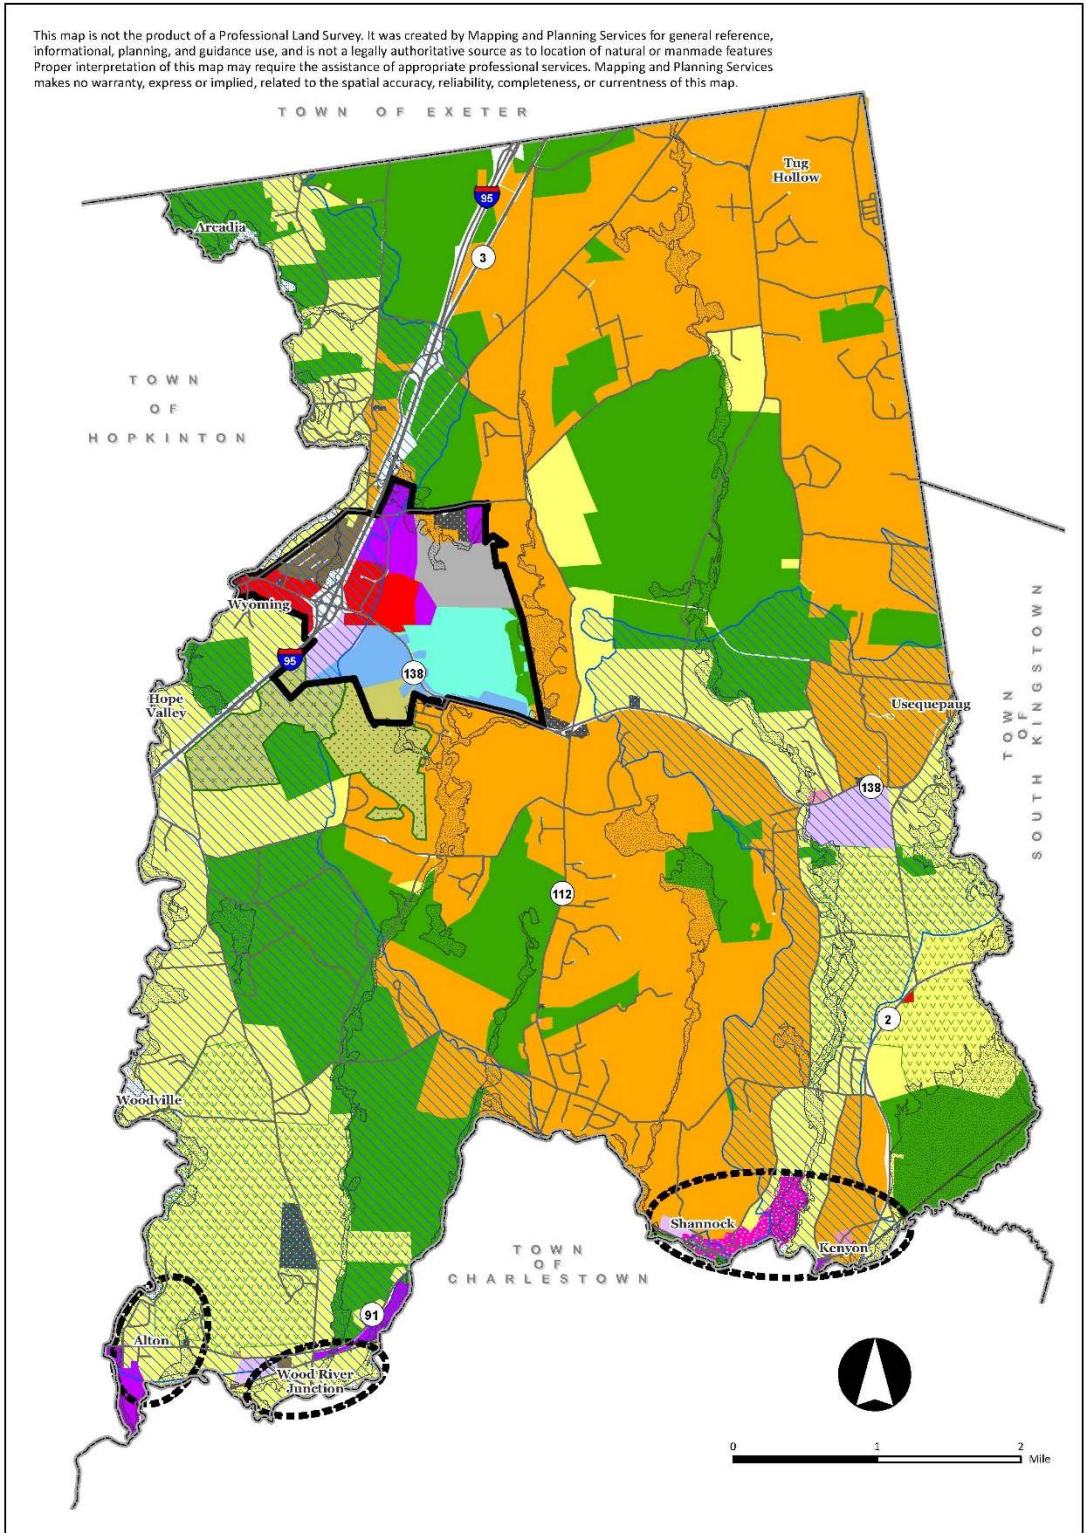 This map is not the product of a Professional Land Survey. It was created by Mapping and Planning Services for general reference,
informational, planning, and guidance use, and is not a legally authoritative source as to location of natural or manmade features
Proper interpretation of this map may require the assistance of appropriate professional services. Mapping and Planning Services
makes no warranty, express or implied, related to the spatial accuracy, reliability, completeness, or currentness of this map.
TOWN OF EXETER
Tug
Hollow
95
Arcadia
3
TOWN
OF
HOPKINTON
Wyoming
95
138
Hope
Valley
Usequepaug
TOWN
OF
SOUTH KINGSTOWN
138
112
2
Woodville
Shannock
Kenyon
TOWN
OF
CHARLESTOWN
91
Alton
Wood River
Junction
0 1 2
Mile